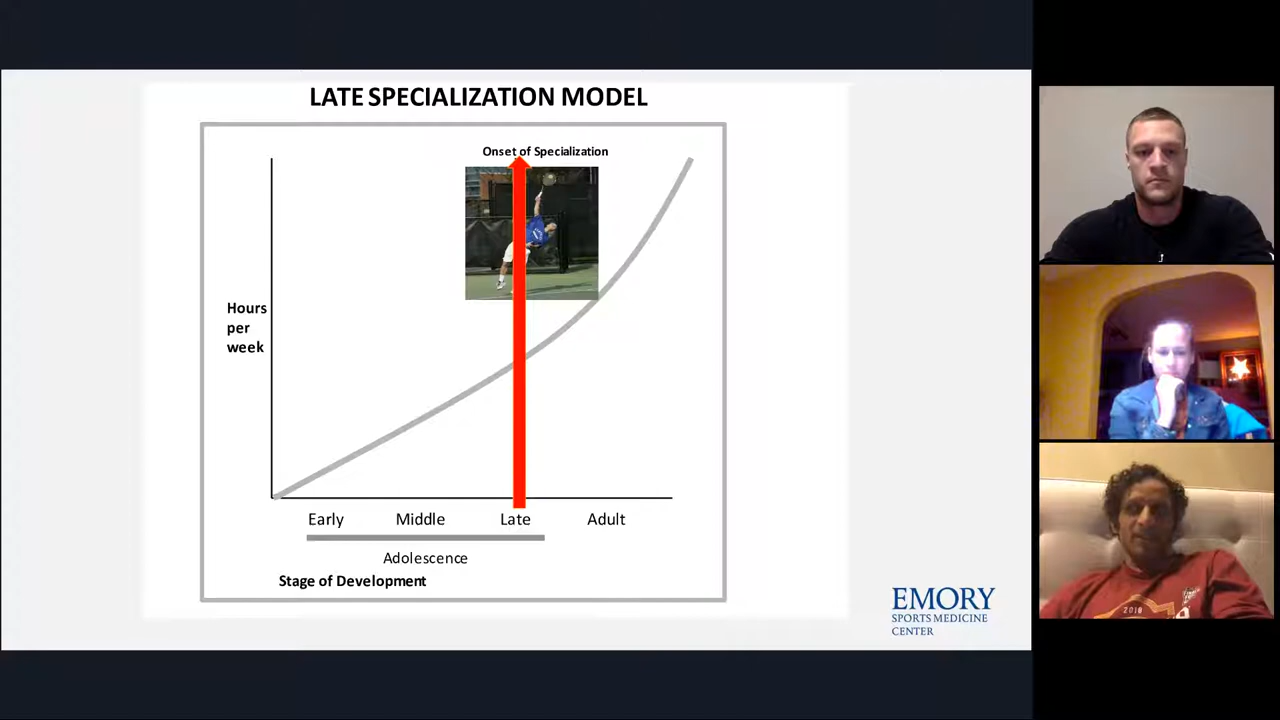 LATE SPECIALIZATION MODEL
Onset of Specialization
Hours
per
week
Early Middle Late Adult
Adolescence
Stage of Development
EMORY
SPORTS MEDICINE
CENTER
2010